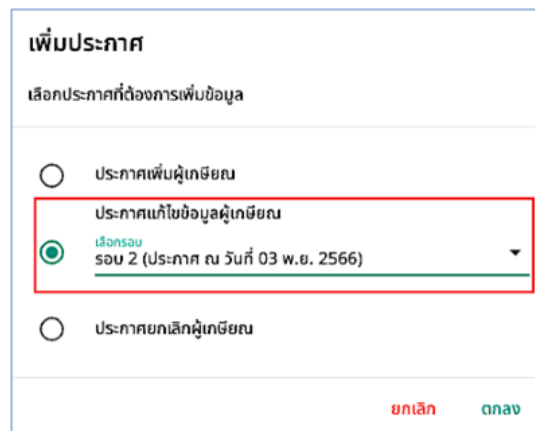 เพิ่มประกาศ
เลือกประกาศที่ต้องการเพิ่มข้อมูล
ประกาศเพิ่มผู้เกษียณ
ประกาศแก้ไขข้อมูลผู้เกษียณ
เลือกรอบ
รอบ 2 (ประกาศ ณ วันที่ 03 พ.ย. 2566)
ประกาศยกเลิกผู้เกษียณ
ยกเลิก ตกลง